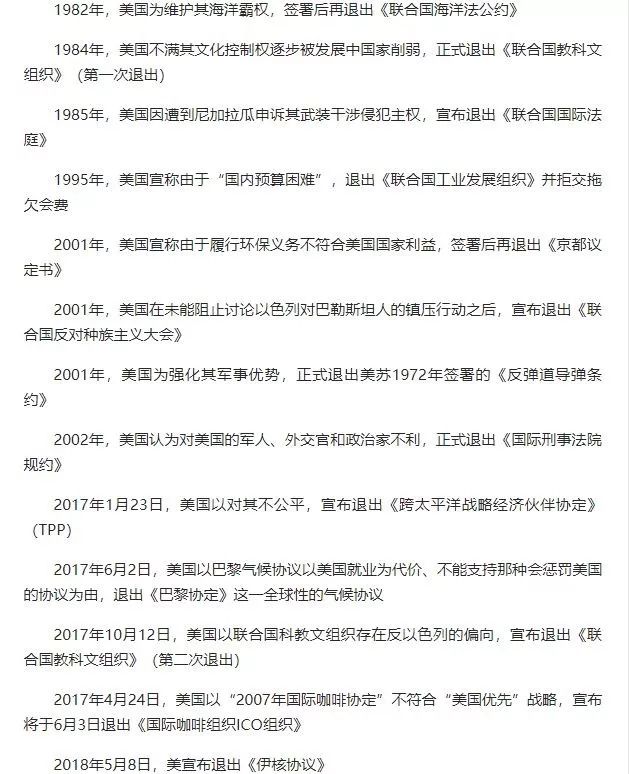 1982年，美国为维护其海洋霸权，签署后再退出《联合国海洋法公约》
1984年，美国不满其文化控制权逐步被发展中国家削弱，正式退出《联合国教科文
组织》（第一次退出）
1985年，美国因遭到尼加拉瓜申诉其武装干涉侵犯主权，宣布退出《联合国国际法
庭》
1995年，美国宣称由于“国内预算困难”，退出《联合国工业发展组织》并拒交拖
欠会费
2001年，美国宣称由于履行环保义务不符合美国国家利益，签署后再退出《京都议
定书》
2001年，美国在未能阻止讨论以色列对巴勒斯坦人的镇压行动之后，宣布退出《联
合国反对种族主义大会》
2001年，美国为强化其军事优势，正式退出美苏1972年签署的《反弹道导弹条
约》
2002年，美国认为对美国的军人、外交官和政治家不利，正式退出《国际刑事法院
规约》
2017年1月23日，美国以对其不公平，宣布退出《跨太平洋战略经济伙伴协定》
（TPP）
2017年6月2日，美国以巴黎气候协议以美国就业为代价、不能支持那种会惩罚美国
的协议为由，退出《巴黎协定》这一全球性的气候协议
2017年10月12日，美国以联合国科教文组织存在反以色列的偏向，宣布退出《联
合国教科文组织》（第二次退出）
2017年4月24日，美国以“2007年国际咖啡协定”不符合“美国优先”战略，宣布
将于6月3日退出《国际咖啡组织ICO组织》
2018年5月8日，美宣布退出《伊核协议》